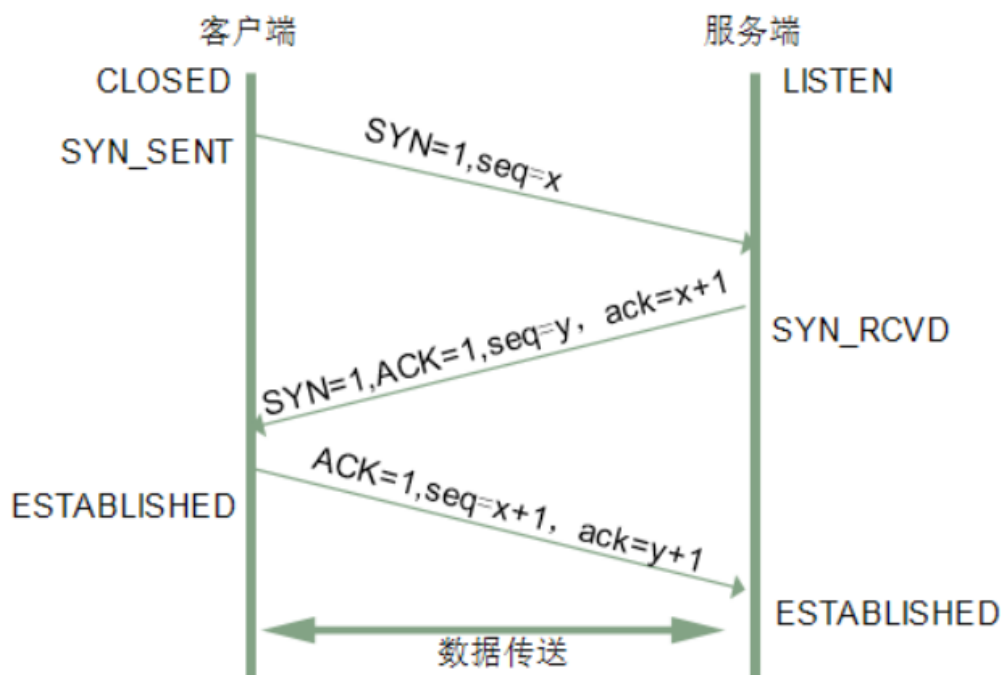 客户端
服务端
CLOSED
LISTEN
SYN_SENT
SYN=1,seq=x
SYN=1,ACK=1,seq=y，ack=x+1
SYN_RCVD
ACK=1,seq=x+1，ack=y+1
ESTABLISHED
ESTABLISHED
数据传送